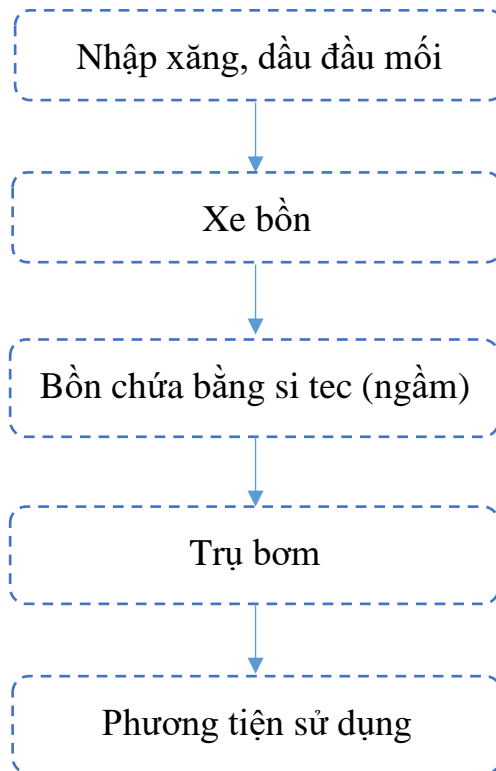 Nhập xăng, dầu đầu mối
Xe bồn
Bồn chứa bằng si tec (ngầm)
Trụ bơm
Phương tiện sử dụng